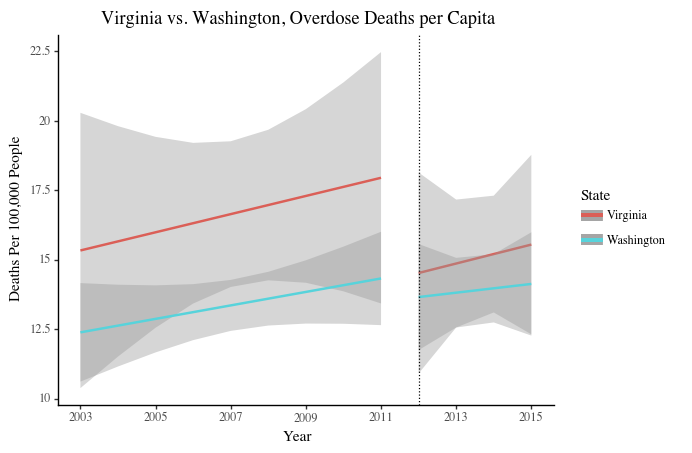 Virginia vs. Washington, Overdose Deaths per Capita
Deaths Per 100,000 People
22.5
20
17.5
15
12.5
10
2003
2005
2007
2009
2011
2013
2015
Year
State
Virginia
Washington